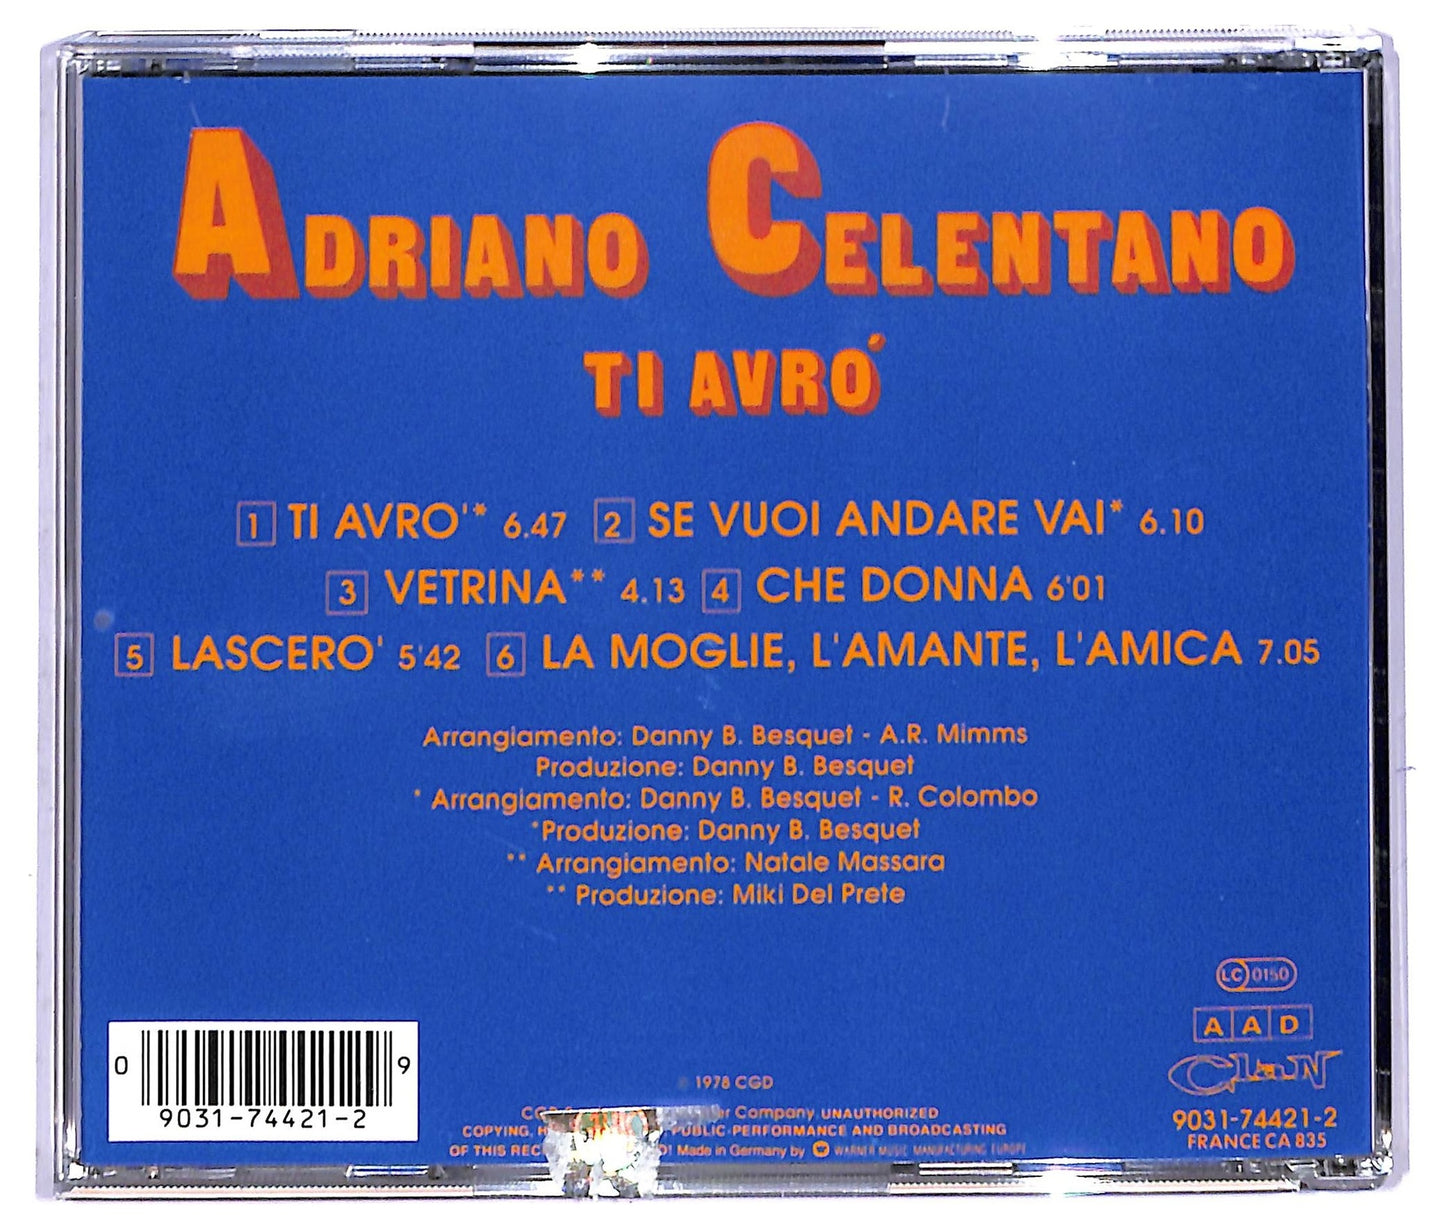 ADRIANO CELENTANO
TI AVRO'
1 TI AVRO'* 6.47 2 SE VUOI ANDARE VAI* 6.10
3 VETRINA** 4.13 4 CHE DONNA 6'01
5 LASCERO' 5'42 6 LA MOGLIE, L'AMANTE, L'AMICA 7.05
Arrangiamento: Danny B. Besquet - A.R. Mimms
Produzione: Danny B. Besquet
* Arrangiamento: Danny B. Besquet - R. Colombo
*Produzione: Danny B. Besquet
** Arrangiamento: Natale Massara
** Produzione: Miki Del Prete
LC 0150
A A D
Clan
0 9
9031-74421-2
1978 CGD
Company. UNAUTHORIZED
COPYING, PUBLIC-PERFORMANCE AND BROADCASTING
OF THIS Made in Germany by WARNER MUSIC MANUFACTURING EUROPE
9031-74421-2
FRANCE CA 835